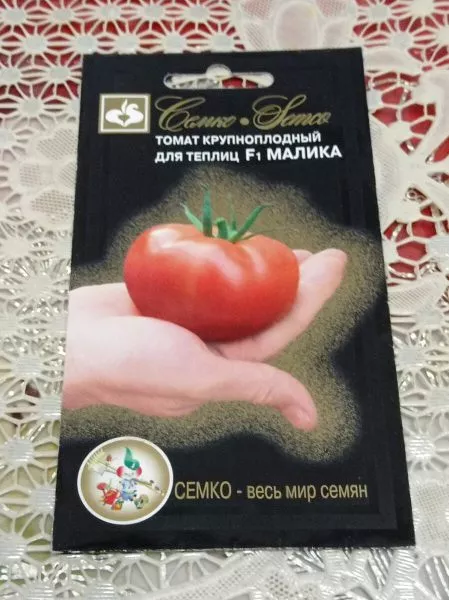 Семко • Semco
ТОМАТ КРУПНОПЛОДНЫЙ
ДЛЯ ТЕПЛИЦ F1 МАЛИКА
СЕМКО - весь мир семян